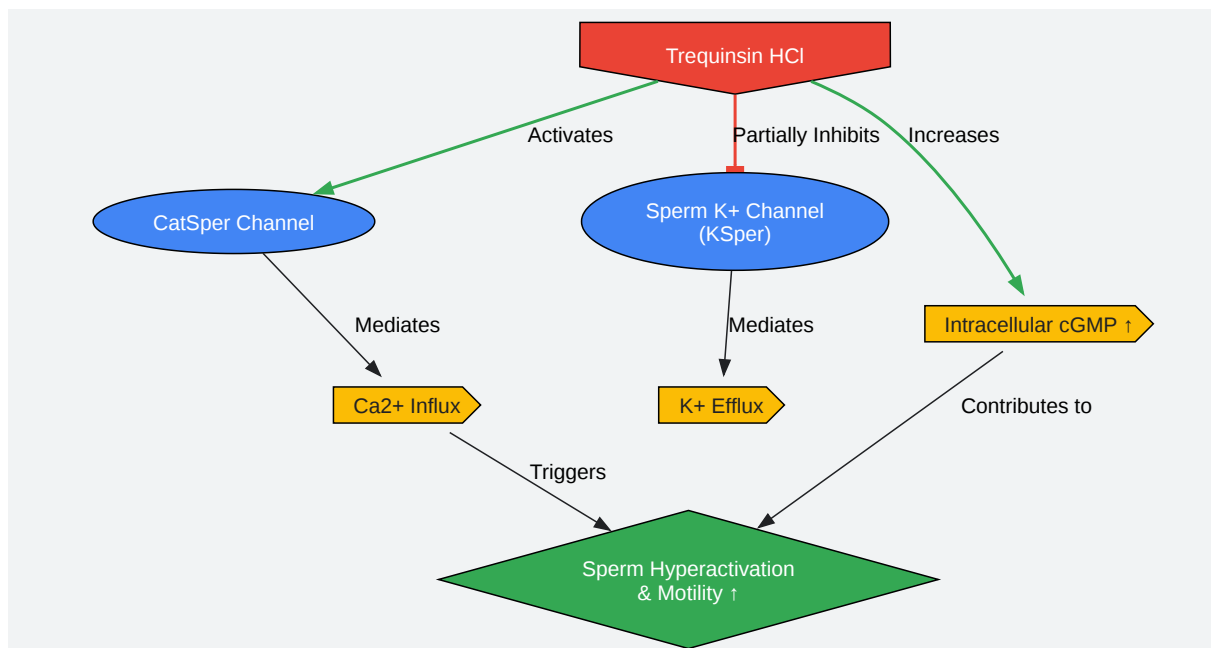 Trequinsin HCl
Activates
Partially Inhibits
Increases
CatSper Channel
Sperm K+ Channel
(KSper)
Mediates
Mediates
Intracellular cGMP ↑
Ca2+ Influx
K+ Efflux
Contributes to
Triggers
Sperm Hyperactivation
& Motility ↑